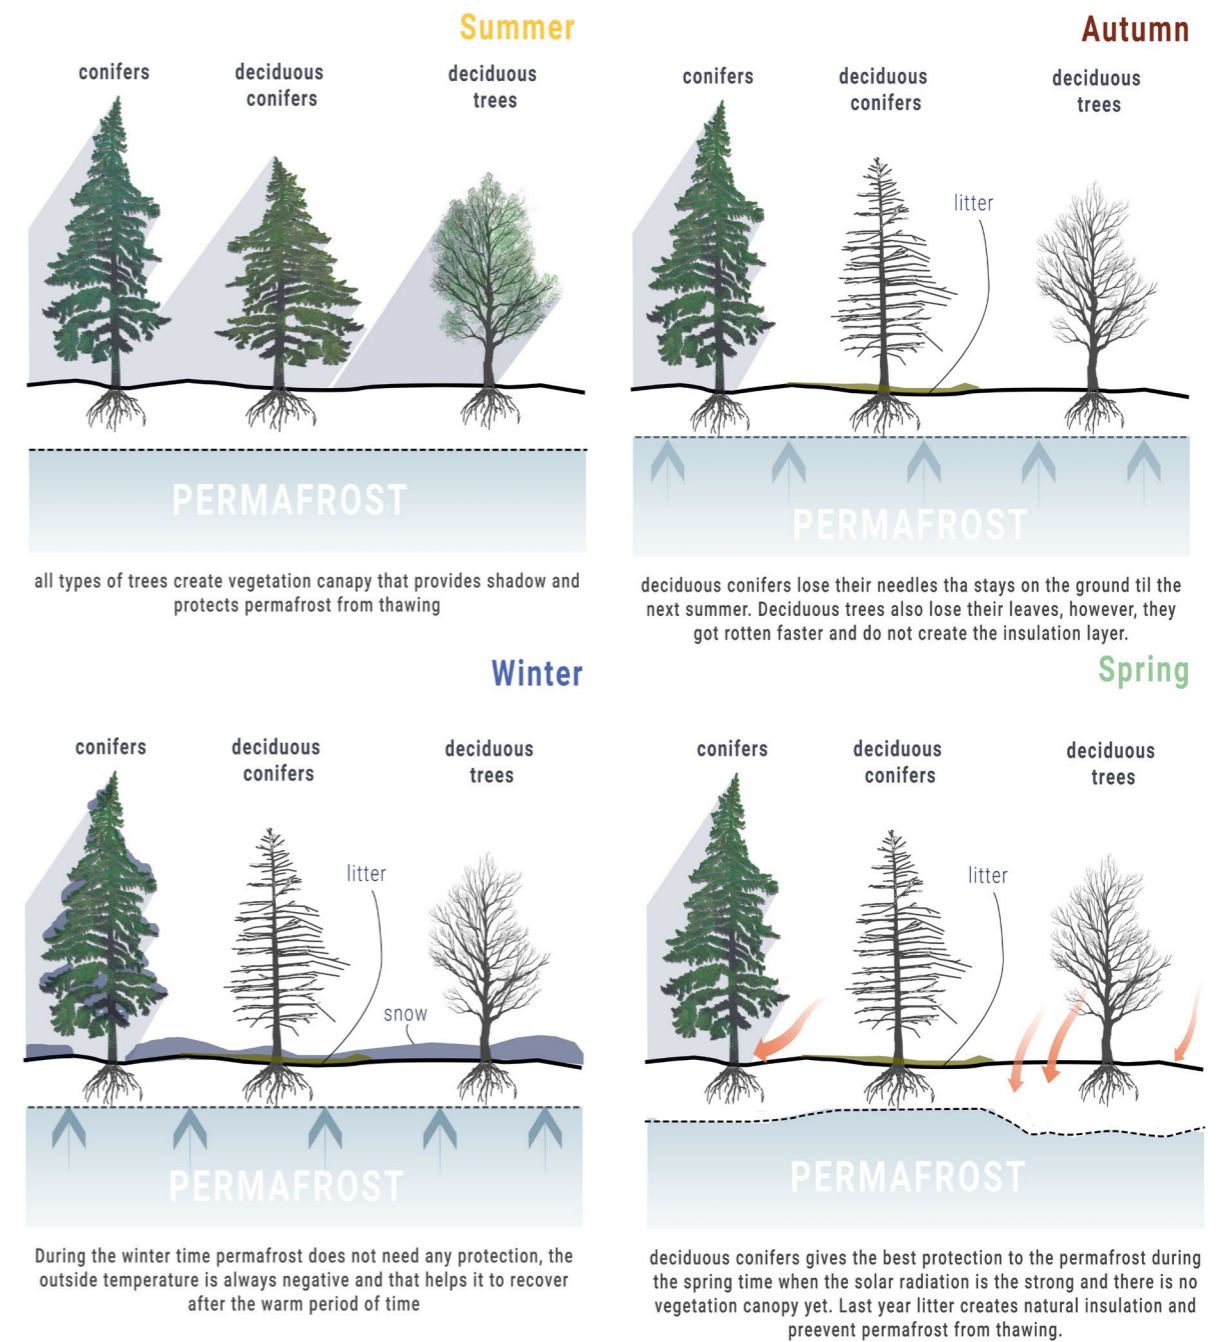 Summer
conifers
deciduous
conifers
deciduous
trees
PERMAFROST
all types of trees create vegetation canopy that provides shadow and
protects permafrost from thawing
Autumn
conifers
deciduous
conifers
deciduous
trees
litter
PERMAFROST
deciduous conifers lose their needles tha stays on the ground til the
next summer. Deciduous trees also lose their leaves, however, they
got rotten faster and do not create the insulation layer.
Winter
conifers
deciduous
conifers
deciduous
trees
litter
snow
PERMAFROST
During the winter time permafrost does not need any protection, the
outside temperature is always negative and that helps it to recover
after the warm period of time
Spring
conifers
deciduous
conifers
deciduous
trees
litter
PERMAFROST
deciduous conifers gives the best protection to the permafrost during
the spring time when the solar radiation is the strong and there is no
vegetation canopy yet. Last year litter creates natural insulation and
preevent permafrost from thawing.